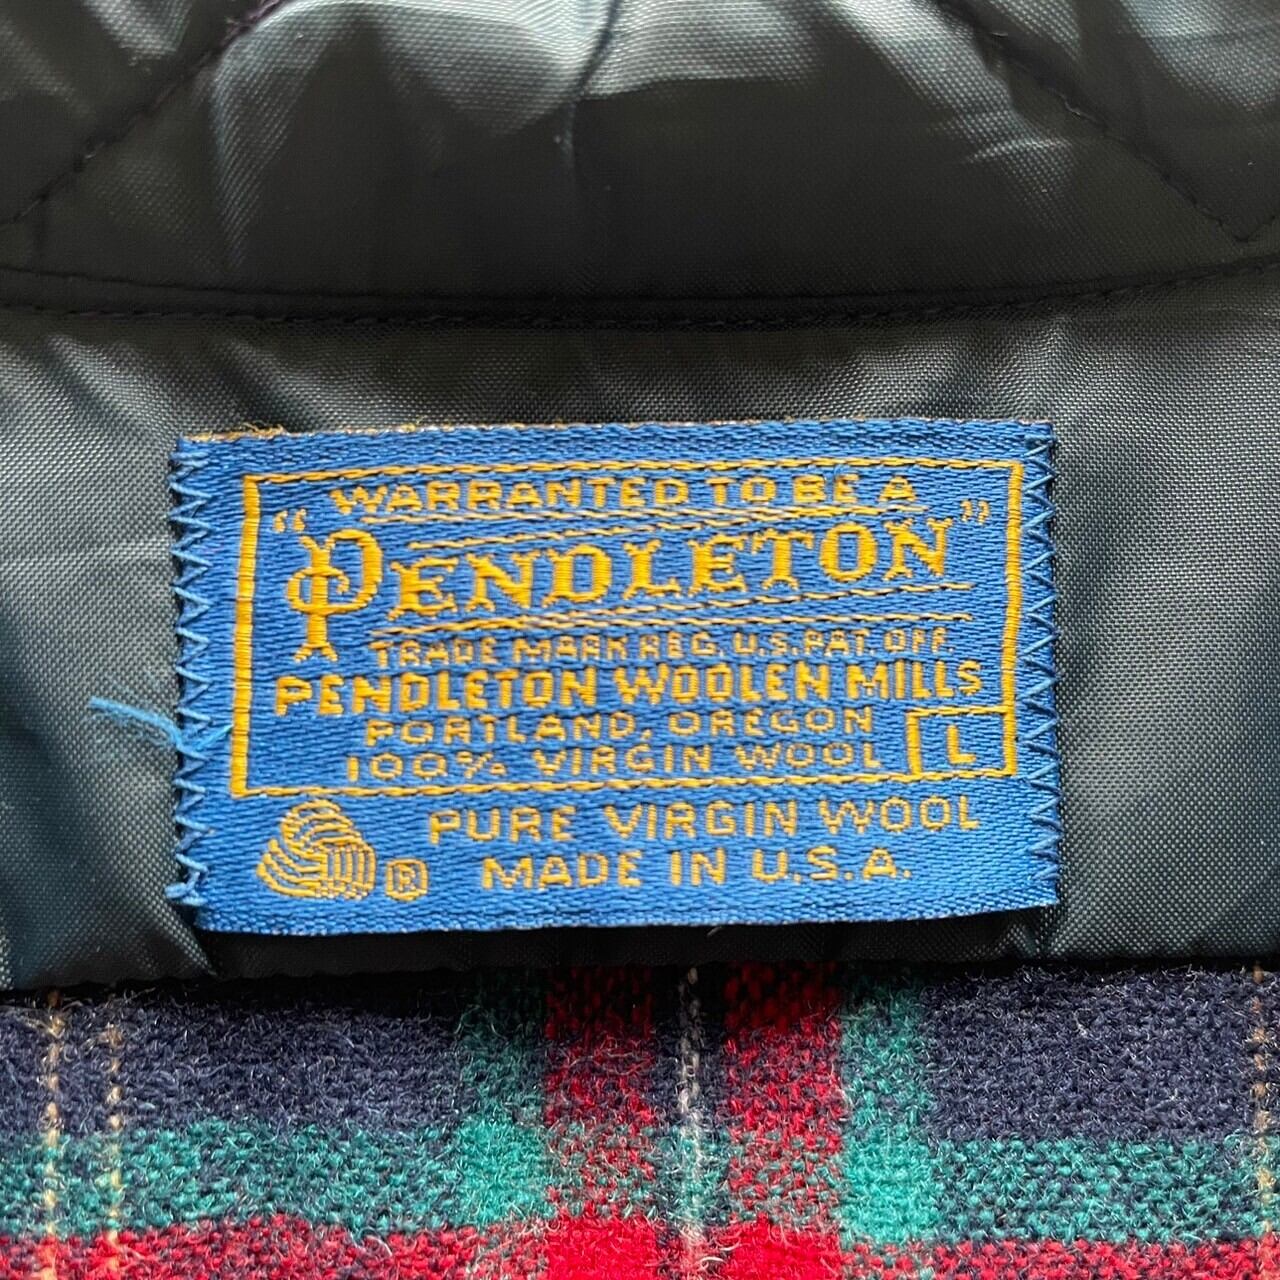 WARRANTED TO BE A
"PENDLETON"
TRADE MARK REG. U.S. PAT. OFF.
PENDLETON WOOLEN MILLS
PORTLAND, OREGON
100% VIRGIN WOOL L
PURE VIRGIN WOOL
® MADE IN U.S.A.